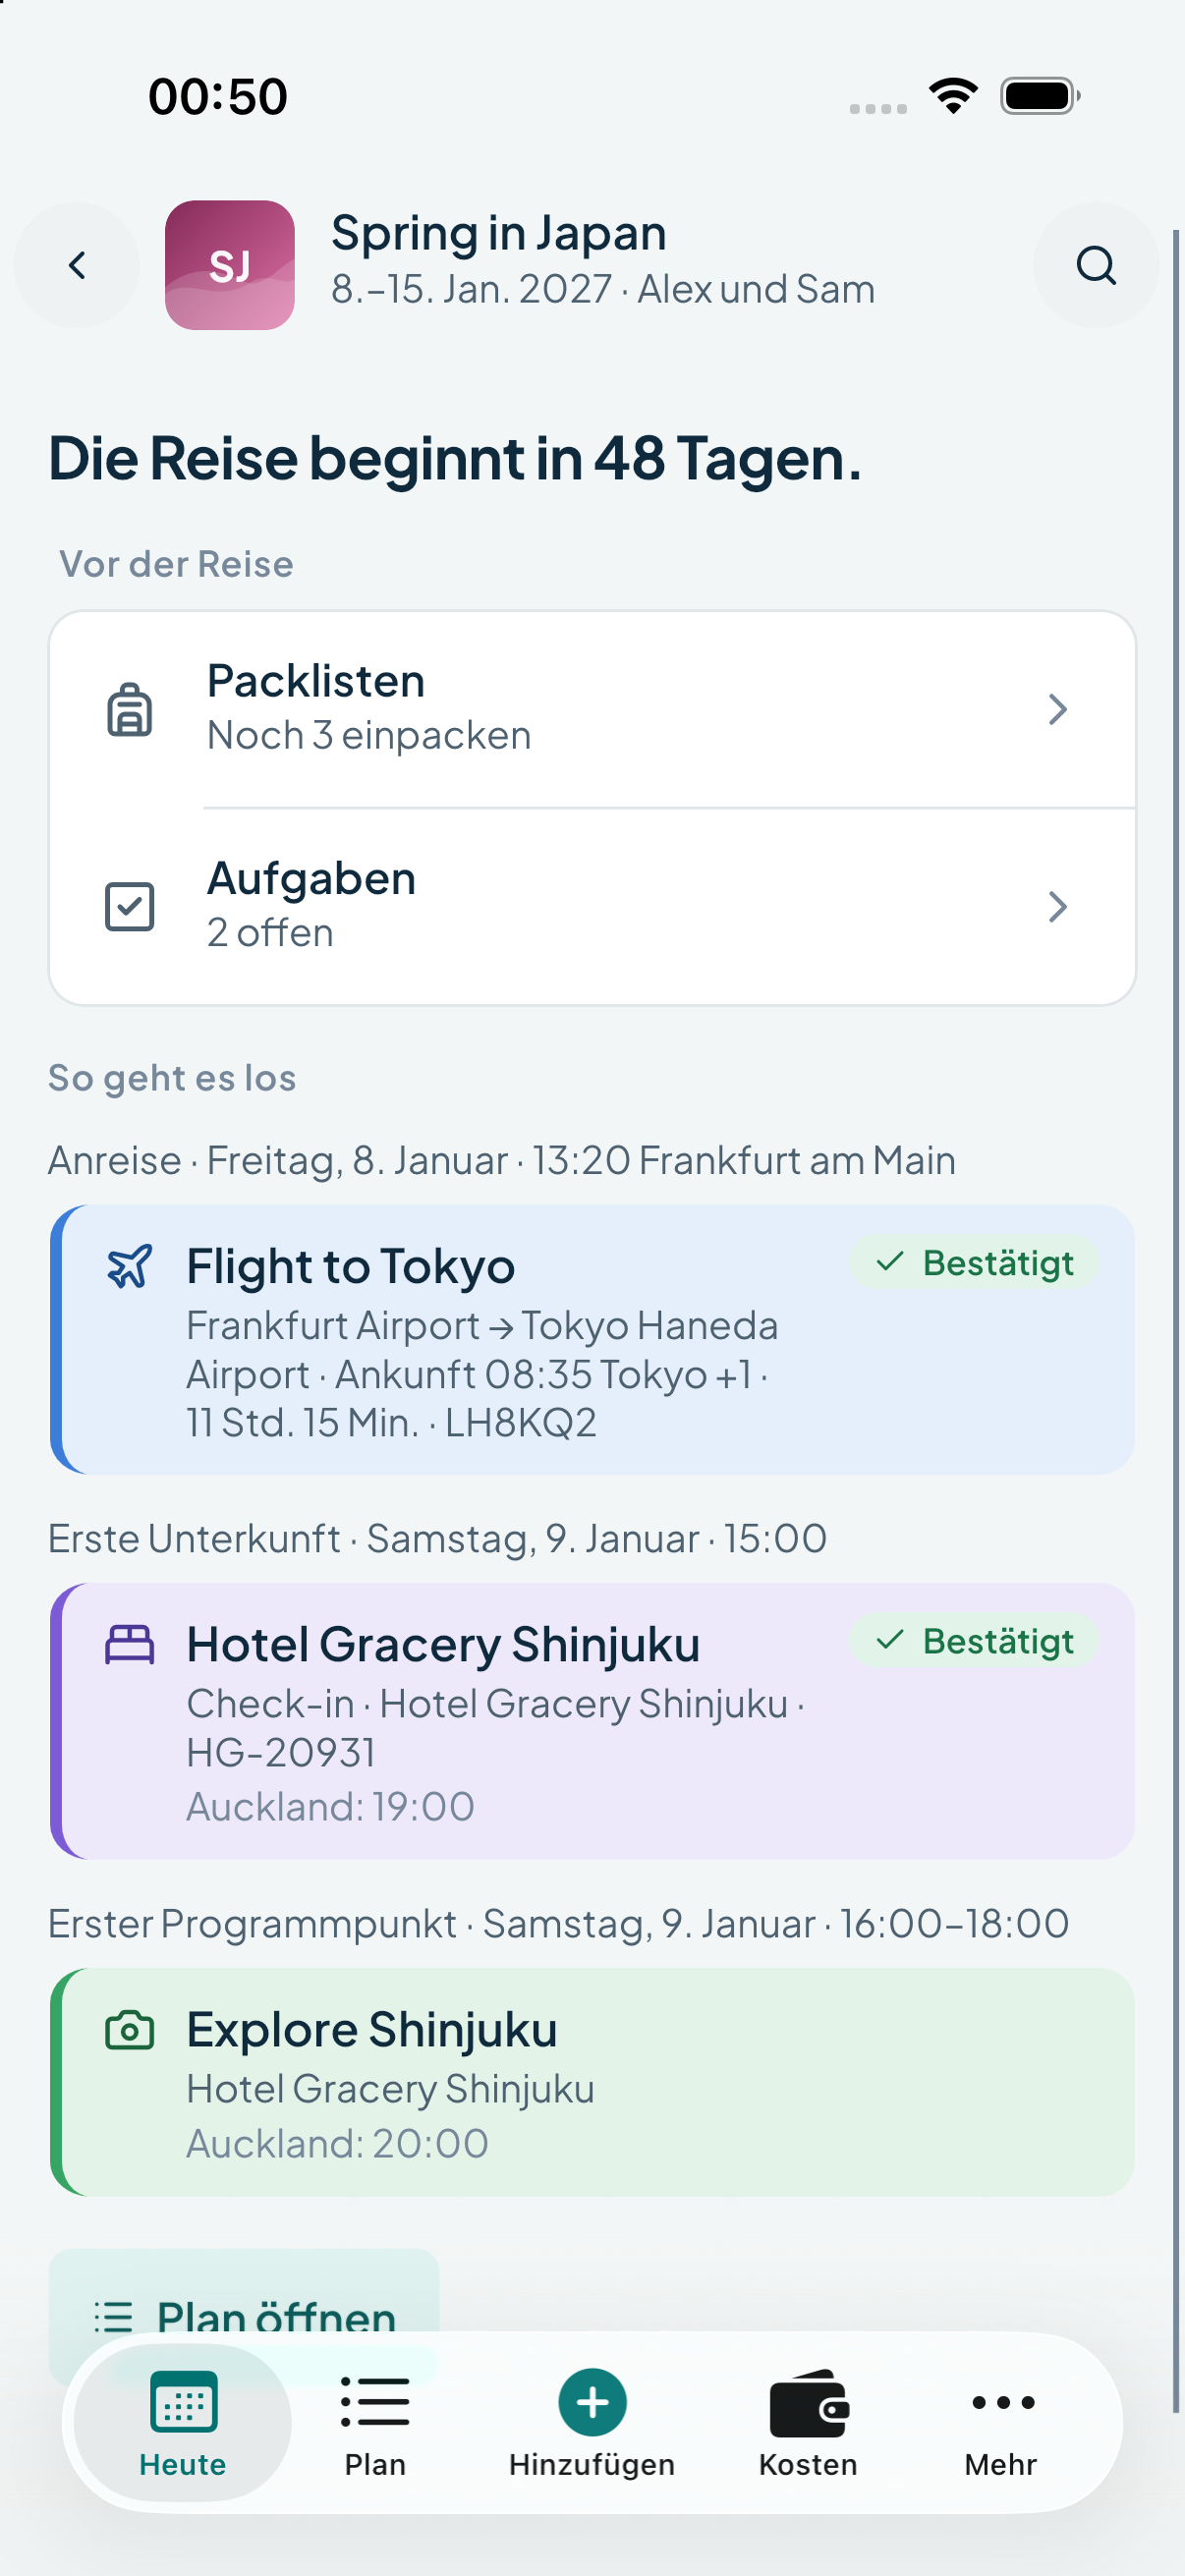 00:50
SJ
Spring in Japan
8.–15. Jan. 2027 · Alex und Sam
Die Reise beginnt in 48 Tagen.
Vor der Reise
Packlisten
Noch 3 einpacken
Aufgaben
2 offen
So geht es los
Anreise · Freitag, 8. Januar · 13:20 Frankfurt am Main
Flight to Tokyo
Bestätigt
Frankfurt Airport → Tokyo Haneda
Airport · Ankunft 08:35 Tokyo +1 ·
11 Std. 15 Min. · LH8KQ2
Erste Unterkunft · Samstag, 9. Januar · 15:00
Hotel Gracery Shinjuku
Bestätigt
Check-in · Hotel Gracery Shinjuku ·
HG-20931
Auckland: 19:00
Erster Programmpunkt · Samstag, 9. Januar · 16:00–18:00
Explore Shinjuku
Hotel Gracery Shinjuku
Auckland: 20:00
Plan öffnen
Heute
Plan
Hinzufügen
Kosten
Mehr